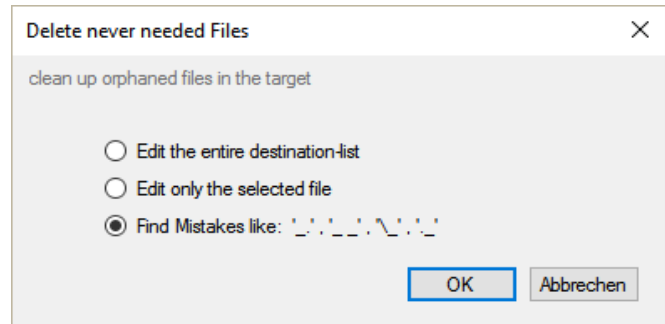 Delete never needed Files
clean up orphaned files in the target
Edit the entire destination-list
Edit only the selected file
Find Mistakes like: '_.' , '_ _' , '\_' , '._'
OK Abbrechen